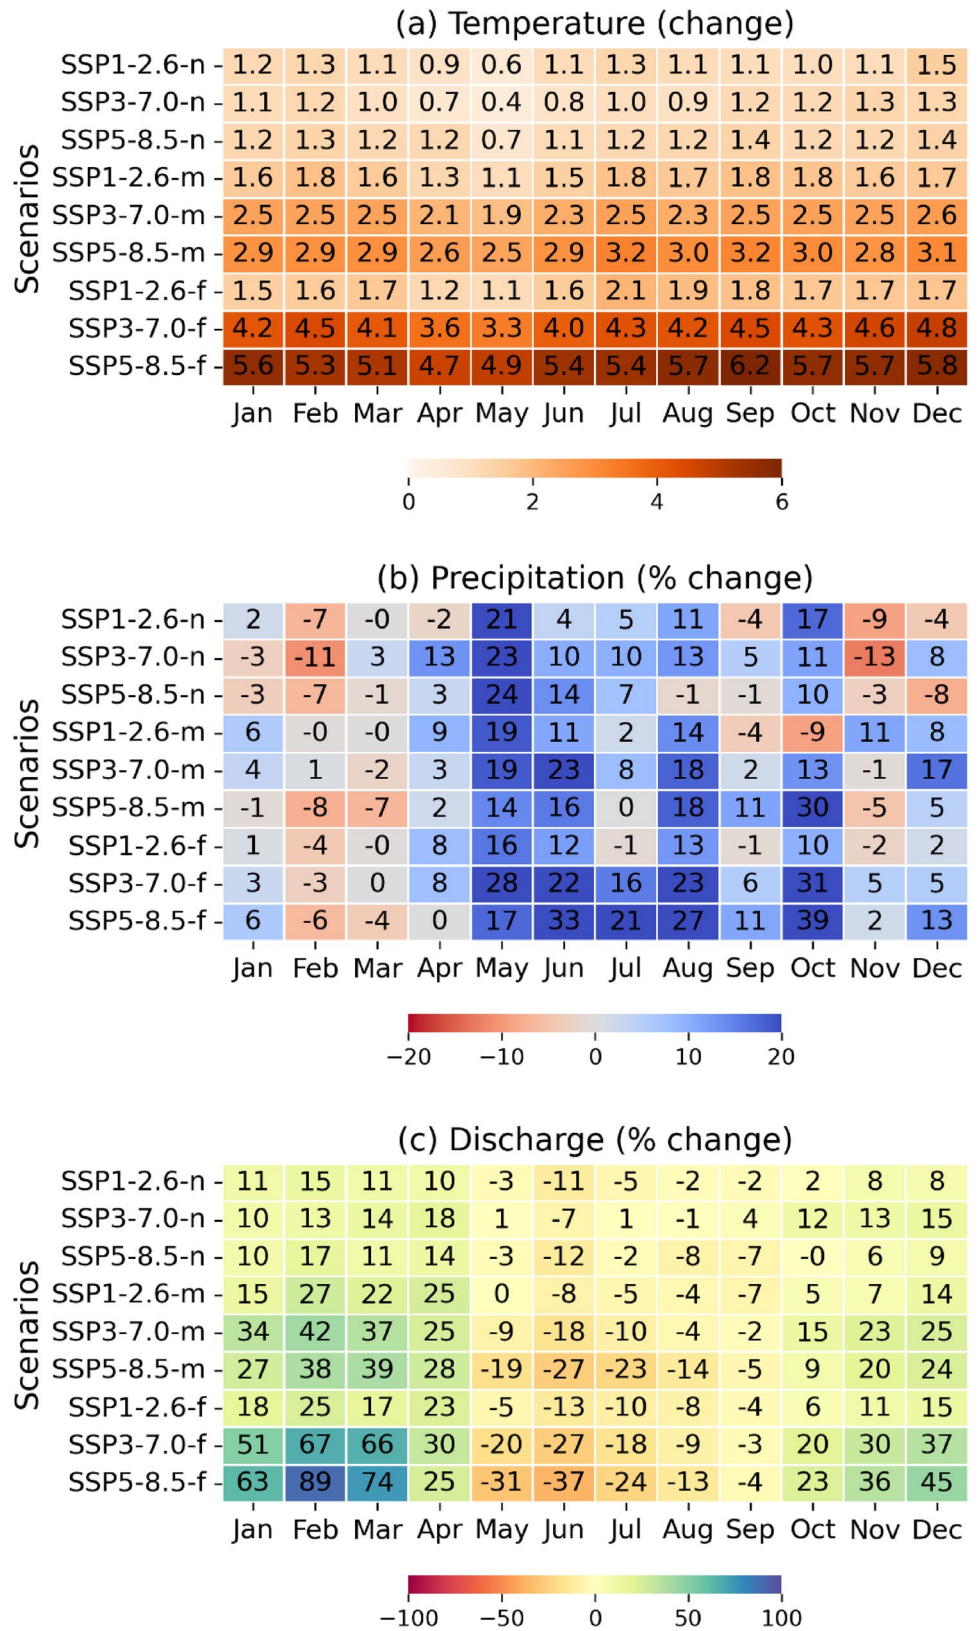 (a) Temperature (change)
Scenarios
SSP1-2.6-n 1.2 1.3 1.1 0.9 0.6 1.1 1.3 1.1 1.1 1.0 1.1 1.5
SSP3-7.0-n 1.1 1.2 1.0 0.7 0.4 0.8 1.0 0.9 1.2 1.2 1.3 1.3
SSP5-8.5-n 1.2 1.3 1.2 1.2 0.7 1.1 1.2 1.2 1.4 1.2 1.2 1.4
SSP1-2.6-m 1.6 1.8 1.6 1.3 1.1 1.5 1.8 1.7 1.8 1.8 1.6 1.7
SSP3-7.0-m 2.5 2.5 2.5 2.1 1.9 2.3 2.5 2.3 2.5 2.5 2.5 2.6
SSP5-8.5-m 2.9 2.9 2.9 2.6 2.5 2.9 3.2 3.0 3.2 3.0 2.8 3.1
SSP1-2.6-f 1.5 1.6 1.7 1.2 1.1 1.6 2.1 1.9 1.8 1.7 1.7 1.7
SSP3-7.0-f 4.2 4.5 4.1 3.6 3.3 4.0 4.3 4.2 4.5 4.3 4.6 4.8
SSP5-8.5-f 5.6 5.3 5.1 4.7 4.9 5.4 5.4 5.7 6.2 5.7 5.7 5.8
Jan Feb Mar Apr May Jun Jul Aug Sep Oct Nov Dec
0 2 4 6
(b) Precipitation (% change)
Scenarios
SSP1-2.6-n 2 -7 -0 -2 21 4 5 11 -4 17 -9 -4
SSP3-7.0-n -3 -11 3 13 23 10 10 13 5 11 -13 8
SSP5-8.5-n -3 -7 -1 3 24 14 7 -1 -1 10 -3 -8
SSP1-2.6-m 6 -0 -0 9 19 11 2 14 -4 -9 11 8
SSP3-7.0-m 4 1 -2 3 19 23 8 18 2 13 -1 17
SSP5-8.5-m -1 -8 -7 2 14 16 0 18 11 30 -5 5
SSP1-2.6-f 1 -4 -0 8 16 12 -1 13 -1 10 -2 2
SSP3-7.0-f 3 -3 0 8 28 22 16 23 6 31 5 5
SSP5-8.5-f 6 -6 -4 0 17 33 21 27 11 39 2 13
Jan Feb Mar Apr May Jun Jul Aug Sep Oct Nov Dec
−20 −10 0 10 20
(c) Discharge (% change)
Scenarios
SSP1-2.6-n 11 15 11 10 -3 -11 -5 -2 -2 2 8 8
SSP3-7.0-n 10 13 14 18 1 -7 1 -1 4 12 13 15
SSP5-8.5-n 10 17 11 14 -3 -12 -2 -8 -7 -0 6 9
SSP1-2.6-m 15 27 22 25 0 -8 -5 -4 -7 5 7 14
SSP3-7.0-m 34 42 37 25 -9 -18 -10 -4 -2 15 23 25
SSP5-8.5-m 27 38 39 28 -19 -27 -23 -14 -5 9 20 24
SSP1-2.6-f 18 25 17 23 -5 -13 -10 -8 -4 6 11 15
SSP3-7.0-f 51 67 66 30 -20 -27 -18 -9 -3 20 30 37
SSP5-8.5-f 63 89 74 25 -31 -37 -24 -13 -4 23 36 45
Jan Feb Mar Apr May Jun Jul Aug Sep Oct Nov Dec
−100 −50 0 50 100